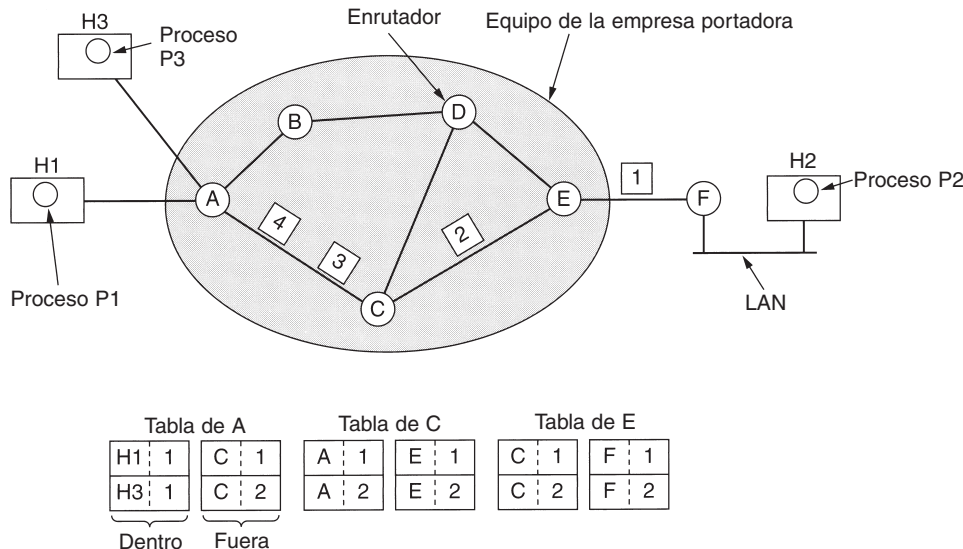 H3
Proceso
P3
Enrutador
Equipo de la empresa portadora
B
D
H1
A
E
1
F
H2
Proceso P2
4
3
2
C
Proceso P1
LAN
Tabla de A
Tabla de C
Tabla de E
H1 1 C 1 A 1 E 1 C 1 F 1
H3 1 C 2 A 2 E 2 C 2 F 2
Dentro Fuera